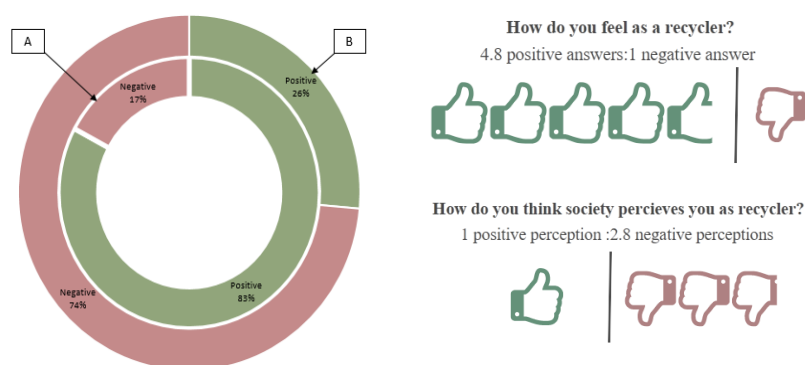 A
B
Negative
17%
Positive
26%
Negative
74%
Positive
83%
How do you feel as a recycler?
4.8 positive answers:1 negative answer
How do you think society percieves you as recycler?
1 positive perception :2.8 negative perceptions